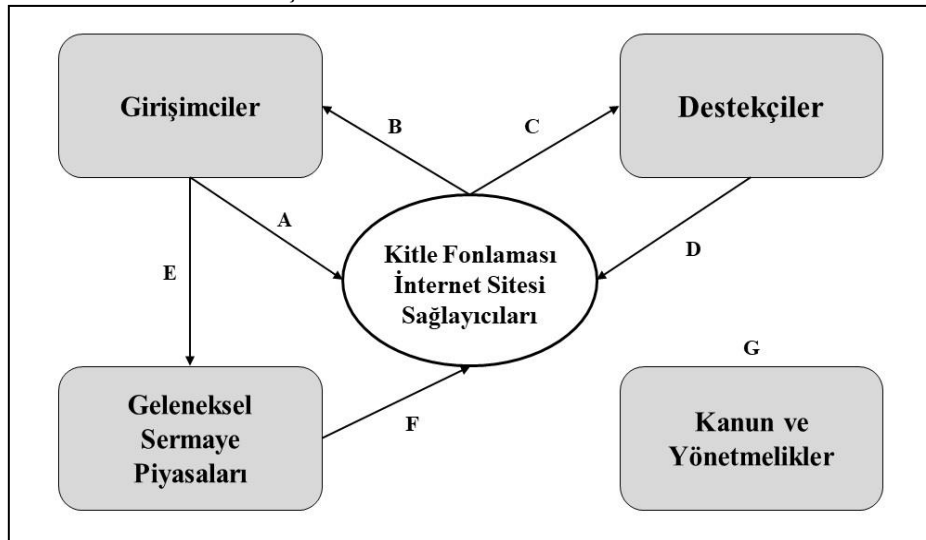 Girişimciler
Destekçiler
B
C
A
D
E
Kitle Fonlaması
İnternet Sitesi
Sağlayıcıları
G
Geleneksel
Sermaye
Piyasaları
F
Kanun ve
Yönetmelikler